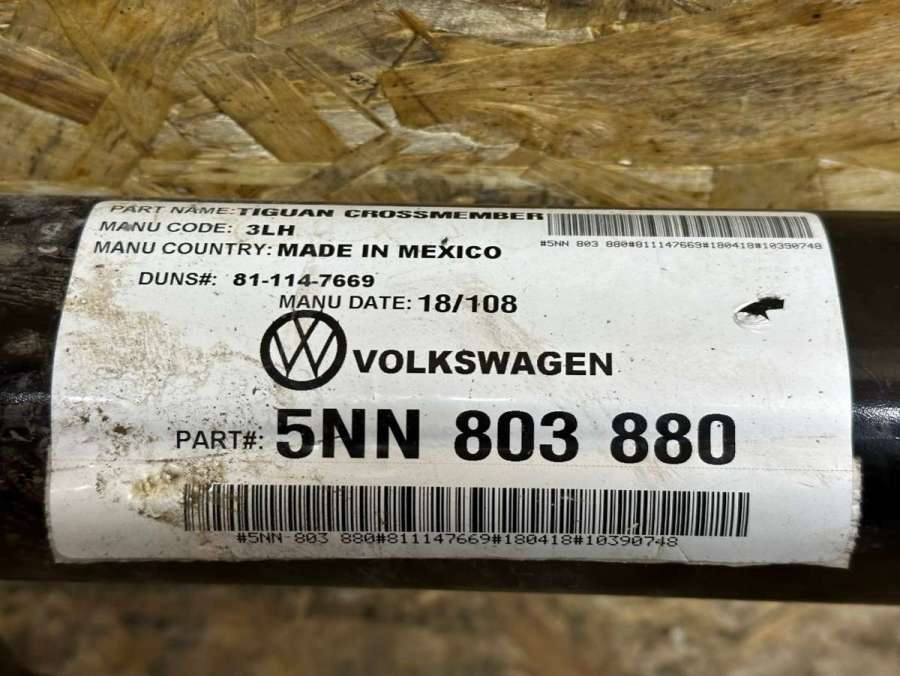 PART NAME: TIGUAN CROSSMEMBER
MANU CODE: 3LH
#5NN 803 880#811147669#180418#10390748
MANU COUNTRY: MADE IN MEXICO
DUNS#: 81-114-7669
MANU DATE: 18/108
VOLKSWAGEN
PART#: 5NN 803 880
#5NN 803 880#811147669#180418#10390748